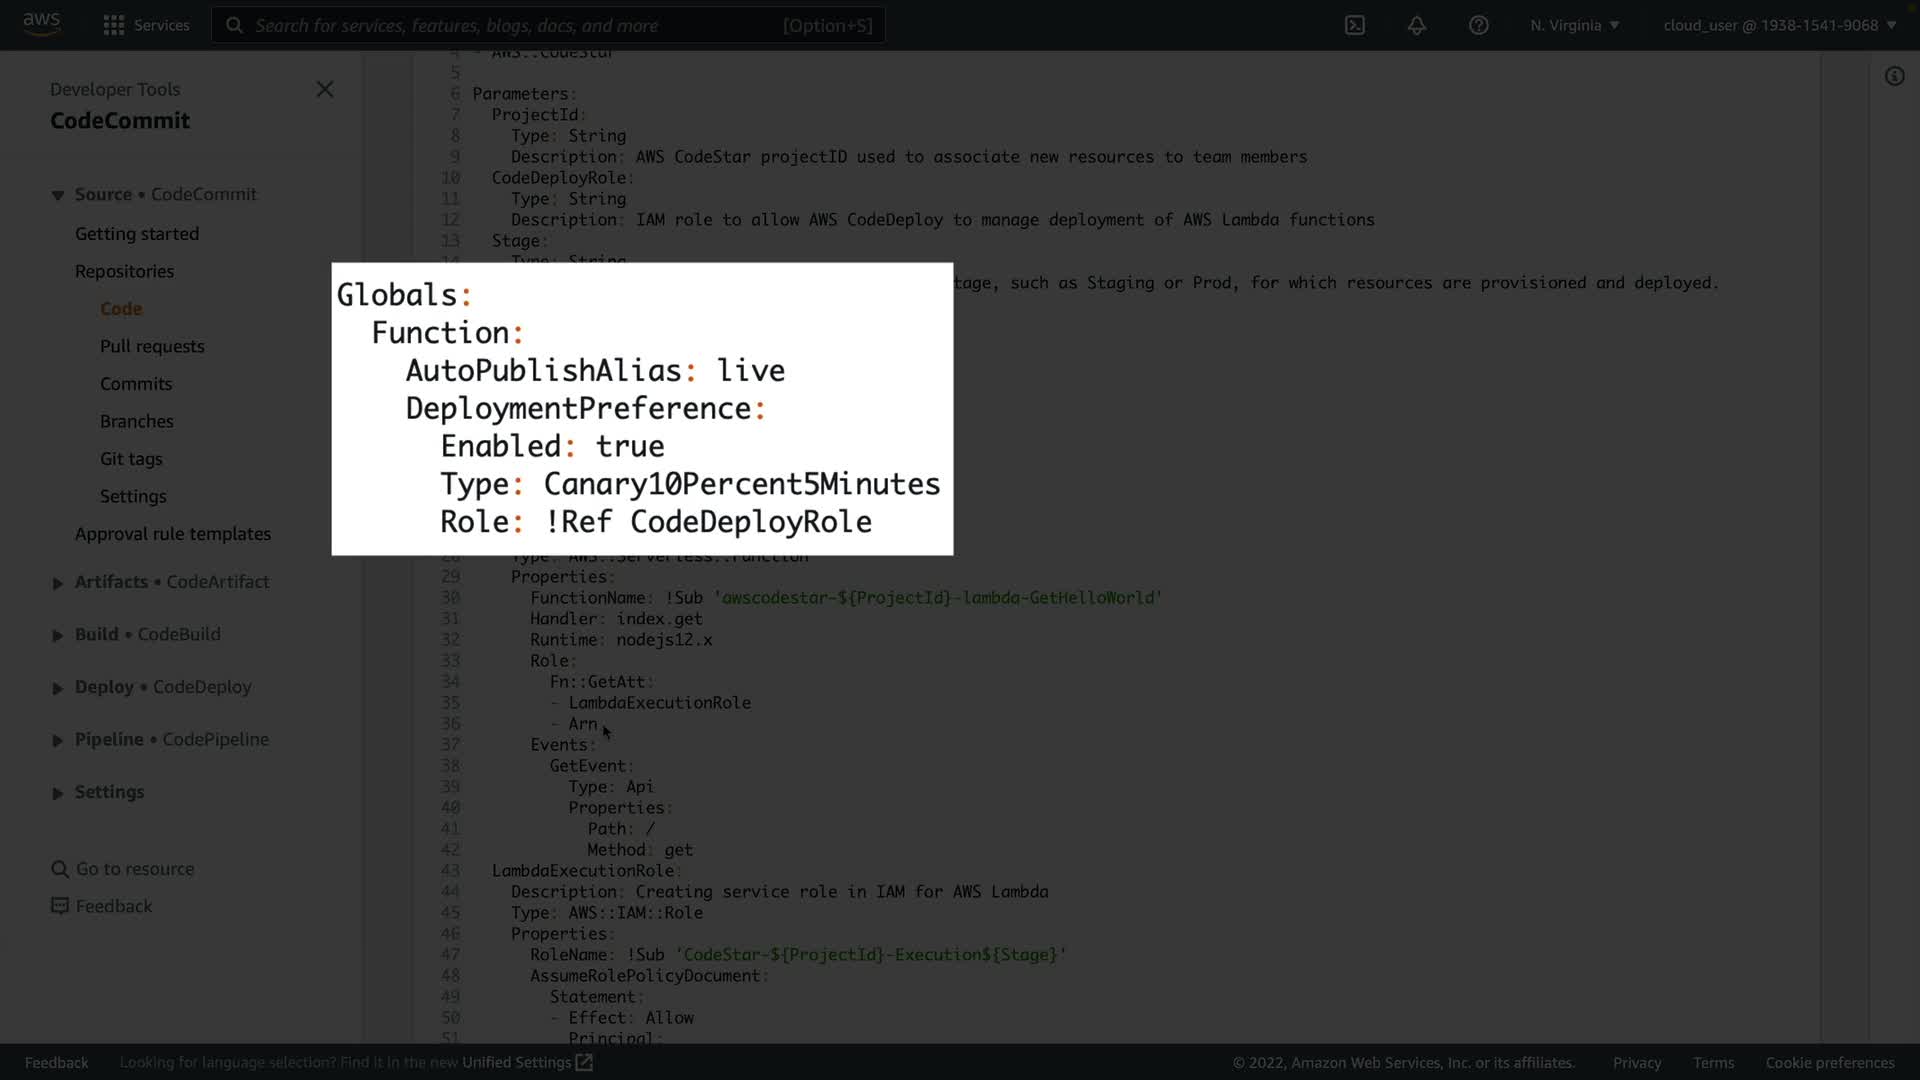 aws
Services
Search for services, features, blogs, docs, and more
[Option+S]
N. Virginia
cloud_user @ 1938-1541-9068
Developer Tools
CodeCommit
Source • CodeCommit
Getting started
Repositories
Code
Pull requests
Commits
Branches
Git tags
Settings
Approval rule templates
Artifacts • CodeArtifact
Build • CodeBuild
Deploy • CodeDeploy
Pipeline • CodePipeline
Settings
Go to resource
Feedback
4 - AWS::CodeStar
5
6 Parameters:
7 ProjectId:
8 Type: String
9 Description: AWS CodeStar projectID used to associate new resources to team members
10 CodeDeployRole:
11 Type: String
12 Description: IAM role to allow AWS CodeDeploy to manage deployment of AWS Lambda functions
13 Stage:
14 Type: String
tage, such as Staging or Prod, for which resources are provisioned and deployed.
Globals:
Function:
AutoPublishAlias: live
DeploymentPreference:
Enabled: true
Type: Canary10Percent5Minutes
Role: !Ref CodeDeployRole
28 Type: AWS::Serverless::Function
29 Properties:
30 FunctionName: !Sub 'awscodestar-${ProjectId}-lambda-GetHelloWorld'
31 Handler: index.get
32 Runtime: nodejs12.x
33 Role:
34 Fn::GetAtt:
35 - LambdaExecutionRole
36 - Arn
37 Events:
38 GetEvent:
39 Type: Api
40 Properties:
41 Path: /
42 Method: get
43 LambdaExecutionRole:
44 Description: Creating service role in IAM for AWS Lambda
45 Type: AWS::IAM::Role
46 Properties:
47 RoleName: !Sub 'CodeStar-${ProjectId}-Execution${Stage}'
48 AssumeRolePolicyDocument:
49 Statement:
50 - Effect: Allow
51 Principal:
Feedback
Looking for language selection? Find it in the new Unified Settings
© 2022, Amazon Web Services, Inc. or its affiliates.
Privacy
Terms
Cookie preferences